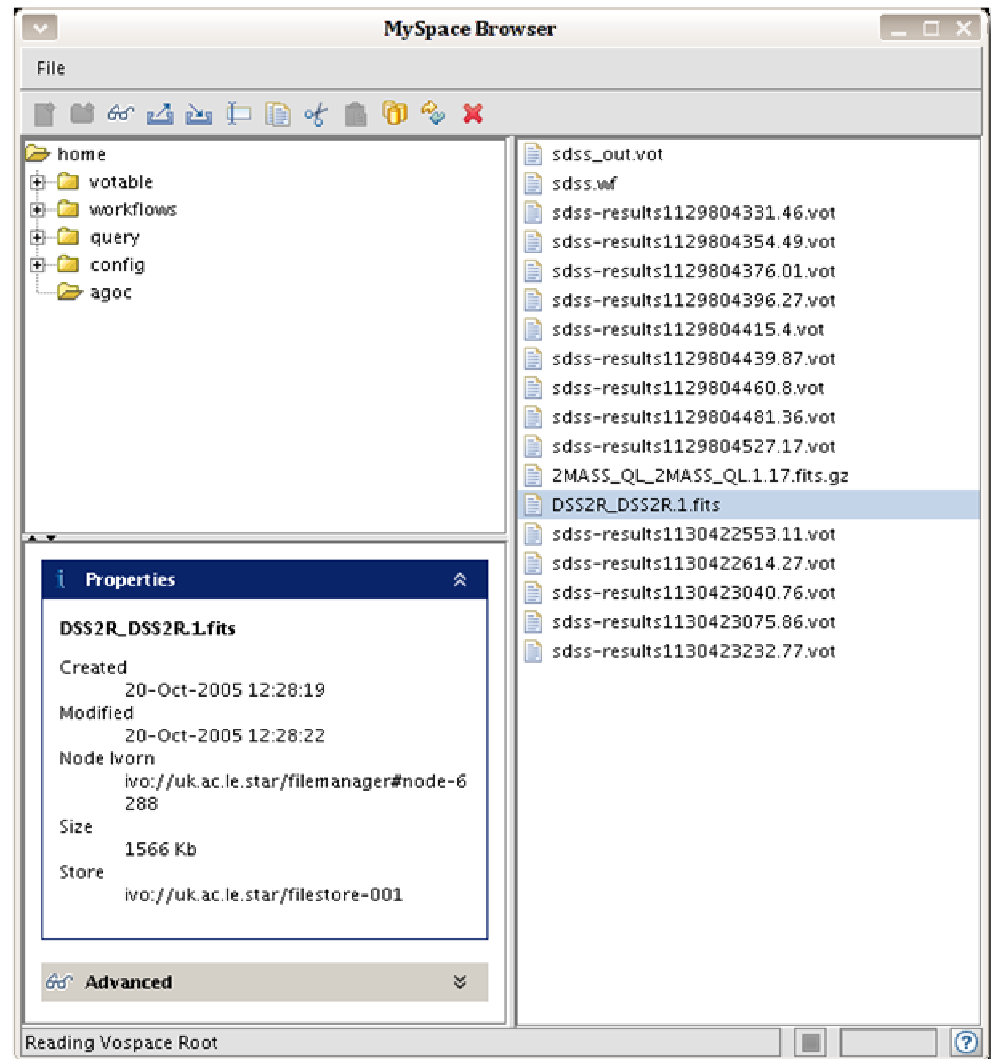 MySpace Browser
File
home
votable
workflows
query
config
agoc
sdss_out.vot
sdss.wf
sdss-results1129804331.46.vot
sdss-results1129804354.49.vot
sdss-results1129804376.01.vot
sdss-results1129804396.27.vot
sdss-results1129804415.4.vot
sdss-results1129804439.87.vot
sdss-results1129804460.8.vot
sdss-results1129804481.36.vot
sdss-results1129804527.17.vot
2MASS_QL_2MASS_QL.1.17.fits.gz
DSS2R_DSS2R.1.fits
sdss-results1130422553.11.vot
sdss-results1130422614.27.vot
sdss-results1130423040.76.vot
sdss-results1130423075.86.vot
sdss-results1130423232.77.vot
i Properties
DSS2R_DSS2R.1.fits
Created
20-Oct-2005 12:28:19
Modified
20-Oct-2005 12:28:22
Node Ivorn
ivo://uk.ac.le.star/filemanager#node-6
288
Size
1566 Kb
Store
ivo://uk.ac.le.star/filestore-001
Advanced
Reading Vospace Root
?